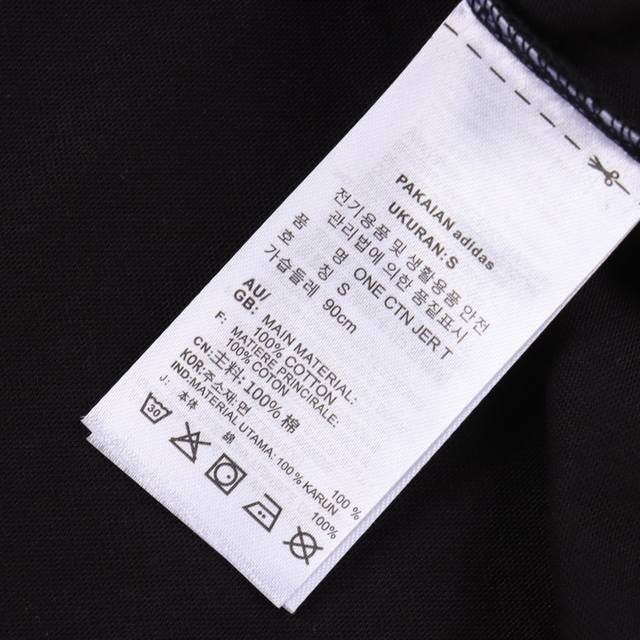 PAKAIAN adidas
UKURAN:S
전기용품 및 생활용품 안전
관리법에 의한 품질표시
품 명 ONE CTN JER T
호 칭 S
가슴둘레 90cm
AU/
GB: MAIN MATERIAL:
100% COTTON
F: MATIERE PRINCIPALE:
100% COTON
CN:主料: 100% 棉
KOR:소재:면 100 %
IND:MATERIAL UTAMA: 100 % KARUN
J: 本体 綿 100%
30